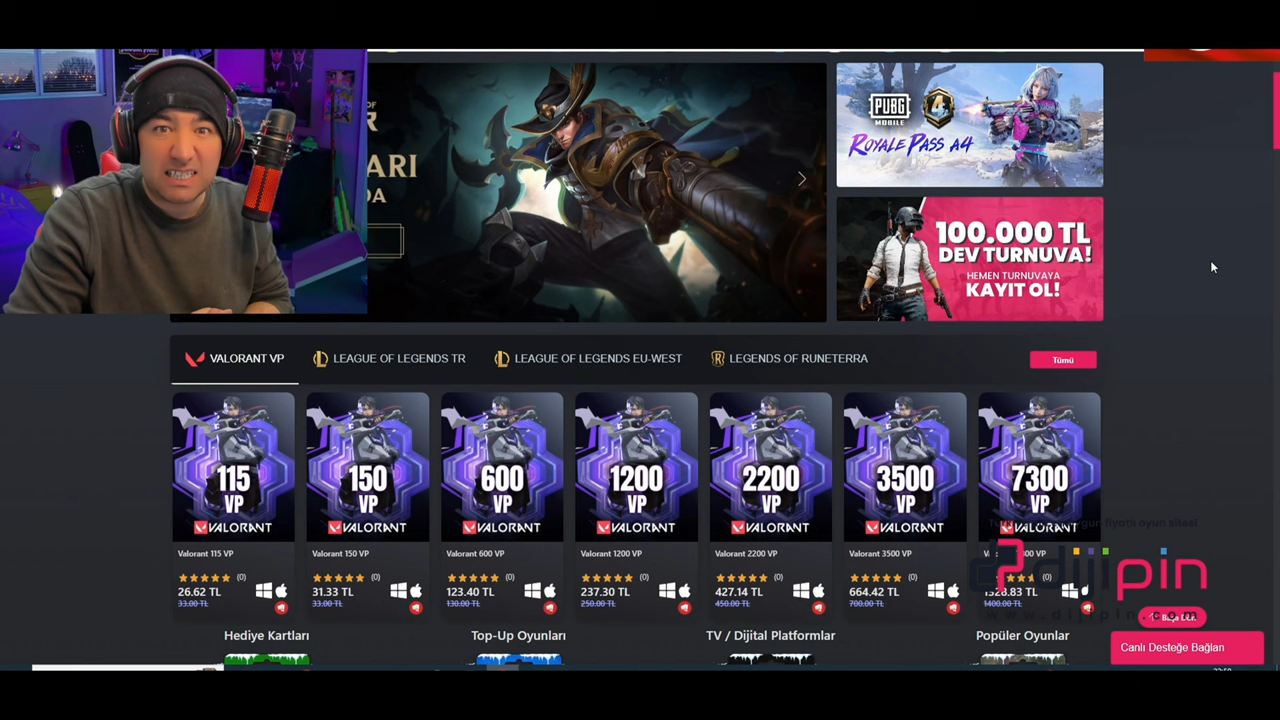 OF
R
ARI
DA
PUBG
MOBILE
4
ROYALE PASS A4
100.000 TL
DEV TURNUVA!
HEMEN TURNUVAYA
KAYIT OL!
VALORANT VP
LEAGUE OF LEGENDS TR
LEAGUE OF LEGENDS EU-WEST
LEGENDS OF RUNETERRA
Tümü
115
VP
VALORANT
150
VP
VALORANT
600
VP
VALORANT
1200
VP
VALORANT
2200
VP
VALORANT
3500
VP
VALORANT
7300
VP
VALORANT
Valorant 115 VP
(0)
26.62 TL
33.00 TL
Valorant 150 VP
(0)
31.33 TL
33.00 TL
Valorant 600 VP
(0)
123.40 TL
130.00 TL
Valorant 1200 VP
(0)
237.30 TL
250.00 TL
Valorant 2200 VP
(0)
427.14 TL
450.00 TL
Valorant 3500 VP
(0)
664.42 TL
700.00 TL
(0)
1400.00 TL
dijipin
www.dijipin.com
Hediye Kartları
Top-Up Oyunları
TV / Dijital Platformlar
Popüler Oyunlar
Canlı Desteğe Bağlan